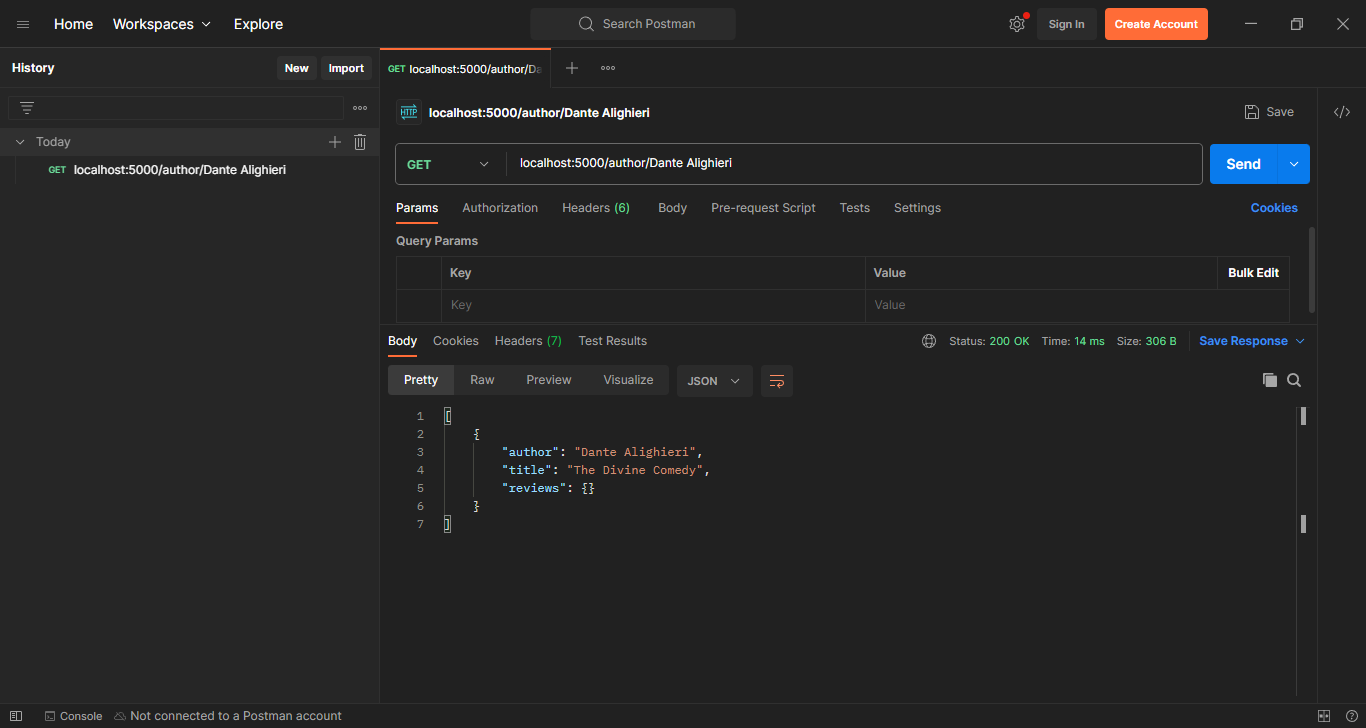 Home Workspaces Explore Search Postman Sign In Create Account
History New Import
GET localhost:5000/author/Da
HTTP localhost:5000/author/Dante Alighieri Save
Today
GET localhost:5000/author/Dante Alighieri
GET localhost:5000/author/Dante Alighieri Send
Params Authorization Headers (6) Body Pre-request Script Tests Settings Cookies
Query Params
Key Value Bulk Edit
Key Value
Body Cookies Headers (7) Test Results Status: 200 OK Time: 14 ms Size: 306 B Save Response
Pretty Raw Preview Visualize JSON
1 [
2 {
3 "author": "Dante Alighieri",
4 "title": "The Divine Comedy",
5 "reviews": {}
6 }
7 ]
Console Not connected to a Postman account